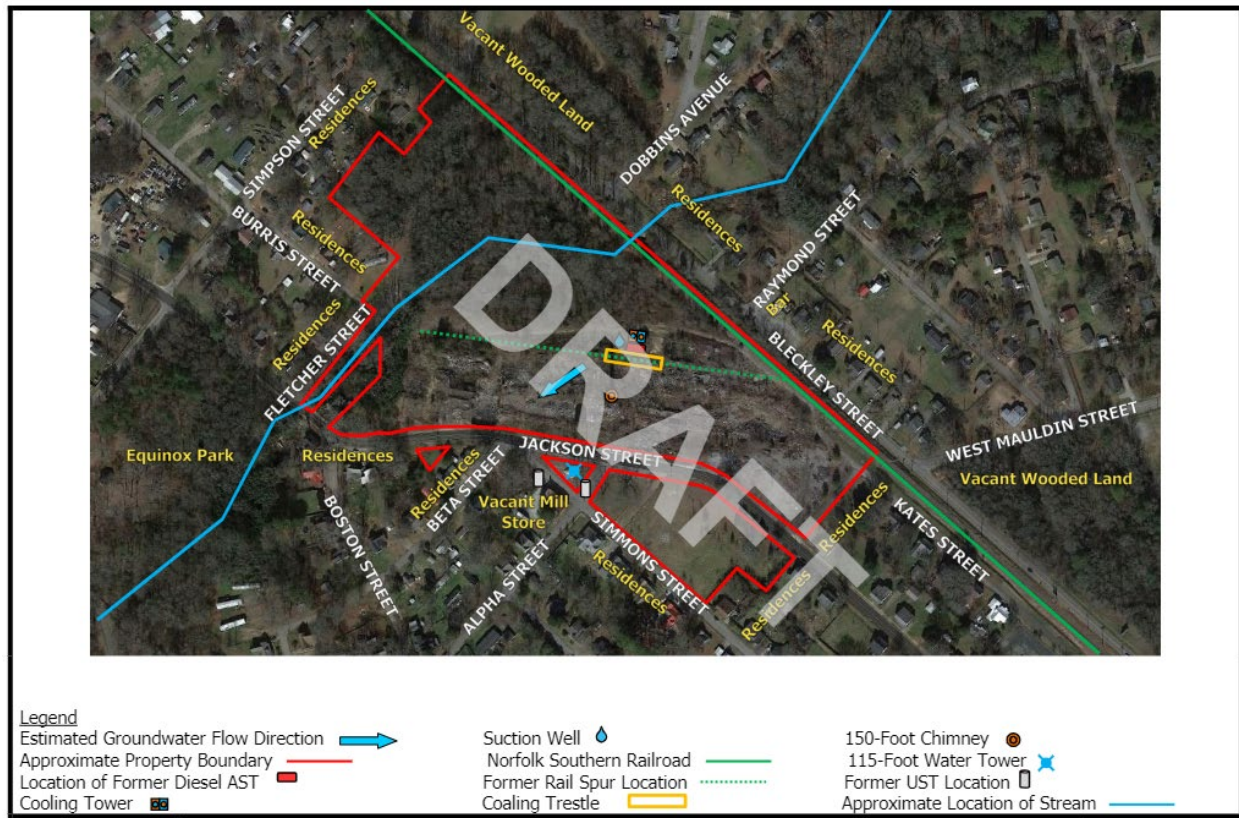 Vacant Wooded Land
SIMPSON STREET
Residences
DOBBINS AVENUE
BURRIS STREET
Residences
Residences
RAYMOND STREET
Bar
Residences
FLETCHER STREET
Residences
BLECKLEY STREET
DRAFT
WEST MAULDIN STREET
Equinox Park
Residences
JACKSON STREET
Vacant Wooded Land
BETA STREET
Residences
Vacant Mill
Store
BOSTON STREET
ALPHA STREET
SIMMONS STREET
Residences
Residences
Residences
KATES STREET
Legend
Estimated Groundwater Flow Direction
Approximate Property Boundary
Location of Former Diesel AST
Cooling Tower
Suction Well
Norfolk Southern Railroad
Former Rail Spur Location
Coaling Trestle
150-Foot Chimney
115-Foot Water Tower
Former UST Location
Approximate Location of Stream